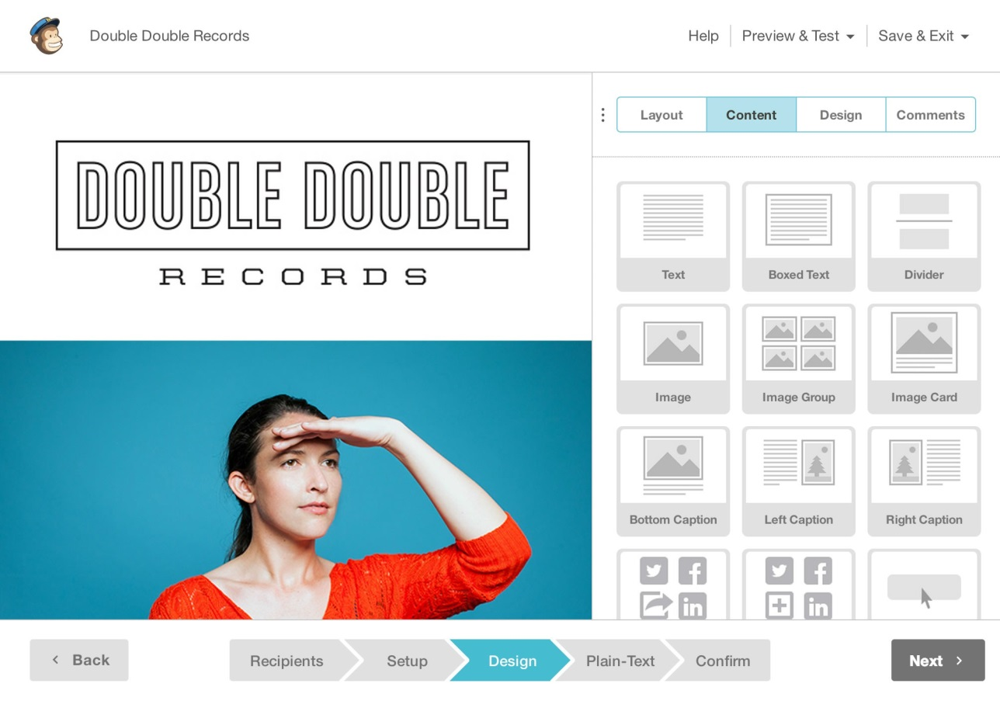 Double Double Records
Help
Preview & Test
Save & Exit
DOUBLE DOUBLE
RECORDS
Layout
Content
Design
Comments
Text
Boxed Text
Divider
Image
Image Group
Image Card
Bottom Caption
Left Caption
Right Caption
Back
Recipients
Setup
Design
Plain-Text
Confirm
Next